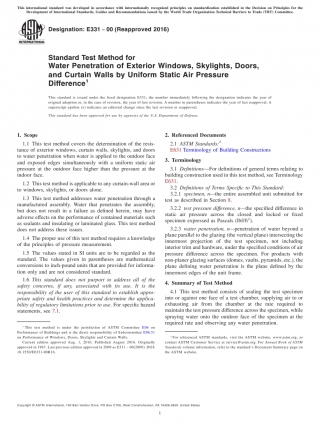 This international standard was developed in accordance with internationally recognized principles on standardization established in the Decision on Principles for the
Development of International Standards, Guides and Recommendations issued by the World Trade Organization Technical Barriers to Trade (TBT) Committee.
Designation: E331 − 00 (Reapproved 2016)
Standard Test Method for
Water Penetration of Exterior Windows, Skylights, Doors,
and Curtain Walls by Uniform Static Air Pressure
Difference1
This standard is issued under the fixed designation E331; the number immediately following the designation indicates the year of
original adoption or, in the case of revision, the year of last revision. A number in parentheses indicates the year of last reapproval. A
superscript epsilon (ε) indicates an editorial change since the last revision or reapproval.
This standard has been approved for use by agencies of the U.S. Department of Defense.
1. Scope
1.1 This test method covers the determination of the resis-
tance of exterior windows, curtain walls, skylights, and doors
to water penetration when water is applied to the outdoor face
and exposed edges simultaneously with a uniform static air
pressure at the outdoor face higher than the pressure at the
indoor face.
1.2 This test method is applicable to any curtain-wall area or
to windows, skylights, or doors alone.
1.3 This test method addresses water penetration through a
manufactured assembly. Water that penetrates the assembly,
but does not result in a failure as defined herein, may have
adverse effects on the performance of contained materials such
as sealants and insulating or laminated glass. This test method
does not address these issues.
1.4 The proper use of this test method requires a knowledge
of the principles of pressure measurement.
1.5 The values stated in SI units are to be regarded as the
standard. The values given in parentheses are mathematical
conversions to inch-pound units that are provided for informa-
tion only and are not considered standard.
1.6 This standard does not purport to address all of the
safety concerns, if any, associated with its use. It is the
responsibility of the user of this standard to establish appro-
priate safety and health practices and determine the applica-
bility of regulatory limitations prior to use. For specific hazard
statements, see 7.1.
1 This test method is under the jurisdiction of ASTM Committee E06 on
Performance of Buildings and is the direct responsibility of Subcommittee E06.51
on Performance of Windows, Doors, Skylights and Curtain Walls.
Current edition approved Aug. 1, 2016. Published August 2016. Originally
approved in 1967. Last previous edition approved in 2009 as E331 – 00(2009). DOI:
10.1520/E0331-00R16.
2. Referenced Documents
2.1 ASTM Standards:2
E631 Terminology of Building Constructions
3. Terminology
3.1 Definitions—For definitions of general terms relating to
building construction used in this test method, see Terminology
E631.
3.2 Definitions of Terms Specific to This Standard:
3.2.1 specimen, n—the entire assembled unit submitted for
test as described in Section 8.
3.2.2 test pressure difference, n—the specified difference in
static air pressure across the closed and locked or fixed
specimen expressed as Pascals (lbf/ft2).
3.2.3 water penetration, n—penetration of water beyond a
plane parallel to the glazing (the vertical plane) intersecting the
innermost projection of the test specimen, not including
interior trim and hardware, under the specified conditions of air
pressure difference across the specimen. For products with
non-planer glazing surfaces (domes, vaults, pyramids, etc.), the
plane defining water penetration is the plane defined by the
innermost edges of the unit frame.
4. Summary of Test Method
4.1 This test method consists of sealing the test specimen
into or against one face of a test chamber, supplying air to or
exhausting air from the chamber at the rate required to
maintain the test pressure difference across the specimen, while
spraying water onto the outdoor face of the specimen at the
required rate and observing any water penetration.
2 For referenced ASTM standards, visit the ASTM website, www.astm.org, or
contact ASTM Customer Service at service@astm.org. For Annual Book of ASTM
Standards volume information, refer to the standard's Document Summary page on
the ASTM website.
Copyright © ASTM International, 100 Barr Harbor Drive, PO Box C700, West Conshohocken, PA 19428-2959. United States
1